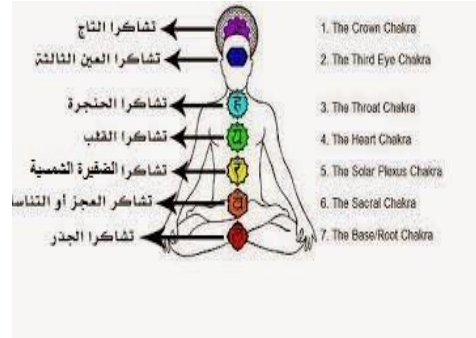 تشاكرا التاج
1. The Crown Chakra
تشاكرا العين الثالثة
2. The Third Eye Chakra
تشاكرا الحنجرة
3. The Throat Chakra
تشاكرا القلب
4. The Heart Chakra
تشاكرا الضفيرة الشمسية
5. The Solar Plexus Chakra
تشاكر العجز أو التناس
6. The Sacral Chakra
تشاكرا الجذر
7. The Base/Root Chakra